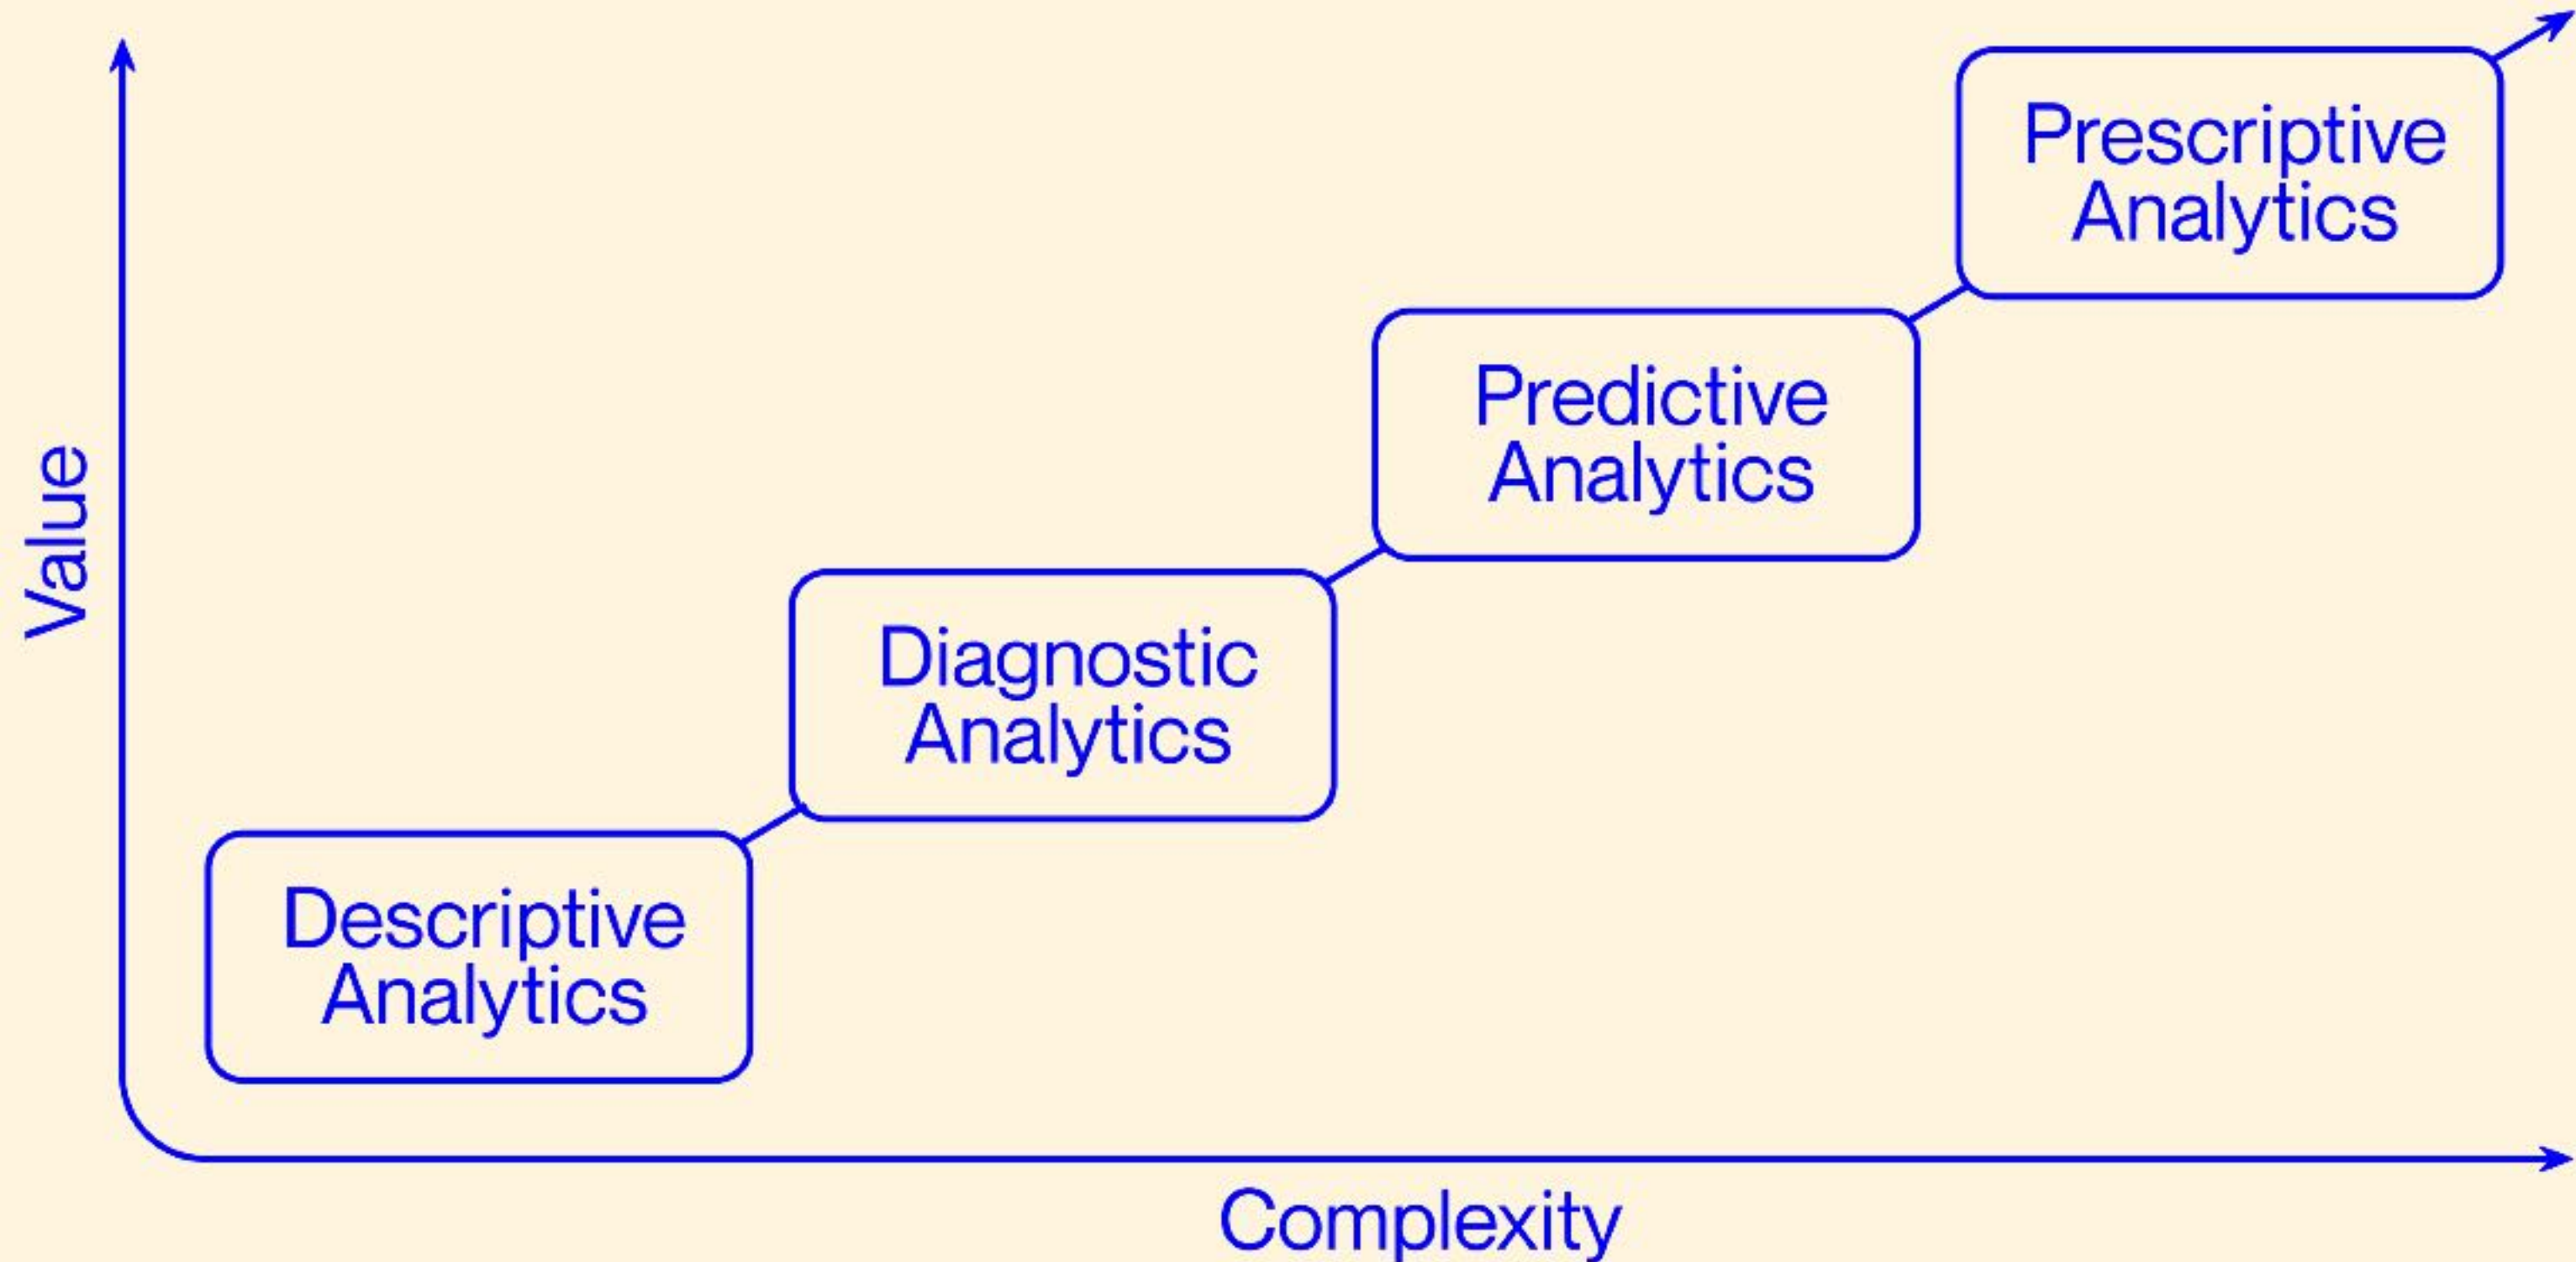 Prescriptive
Analytics
Predictive
Analytics
Value
Diagnostic
Analytics
Descriptive
Analytics
Complexity